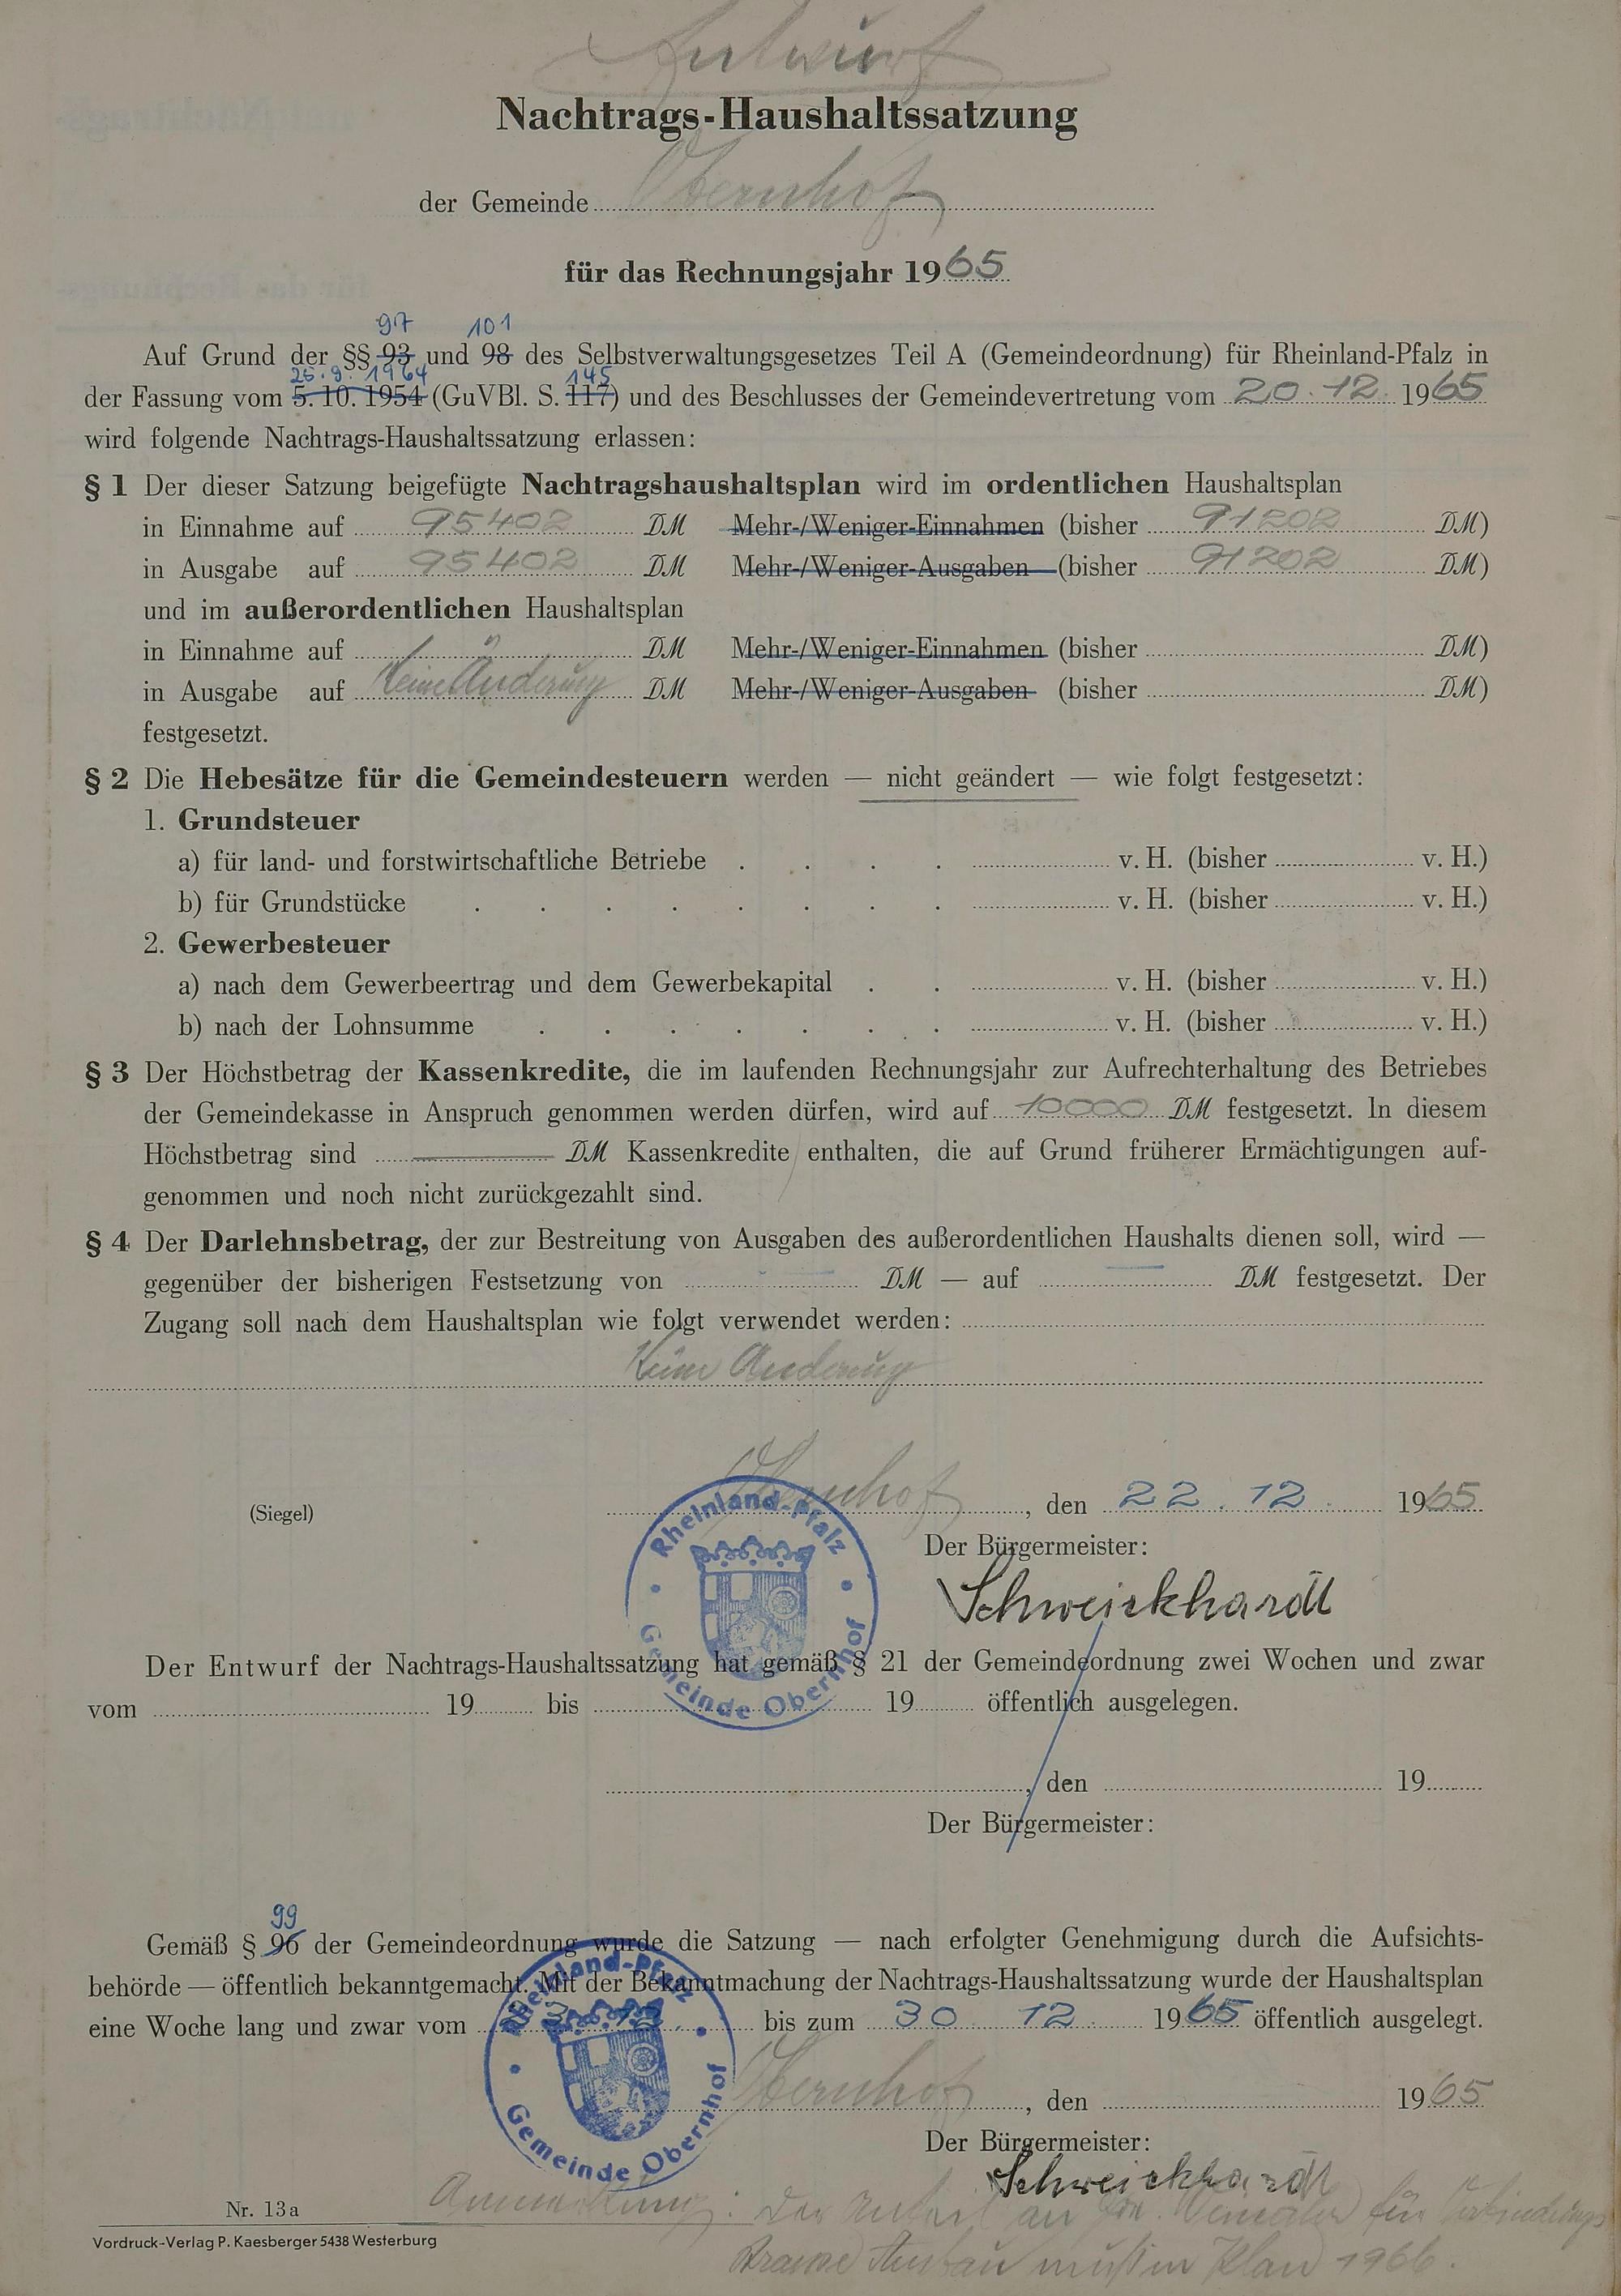 Entwurf
Nachtrags-Haushaltssatzung
der Gemeinde Obernhof
für das Rechnungsjahr 1965
97 101
Auf Grund der §§ 93 und 98 des Selbstverwaltungsgesetzes Teil A (Gemeindeordnung) für Rheinland-Pfalz in
25.9.1964 145
der Fassung vom 5. 10. 1954 (GuVBl. S. 117) und des Beschlusses der Gemeindevertretung vom 20.12. 1965
wird folgende Nachtrags-Haushaltssatzung erlassen:
§ 1 Der dieser Satzung beigefügte Nachtragshaushaltsplan wird im ordentlichen Haushaltsplan
in Einnahme auf 95402 DM Mehr-/Weniger-Einnahmen (bisher 91202 DM)
in Ausgabe auf 95402 DM Mehr-/Weniger-Ausgaben (bisher 91202 DM)
und im außerordentlichen Haushaltsplan
in Einnahme auf DM Mehr-/Weniger-Einnahmen (bisher DM)
in Ausgabe auf Keine Änderung DM Mehr-/Weniger-Ausgaben (bisher DM)
festgesetzt.
§ 2 Die Hebesätze für die Gemeindesteuern werden — nicht geändert — wie folgt festgesetzt:
1. Grundsteuer
a) für land- und forstwirtschaftliche Betriebe . . . . v. H. (bisher v. H.)
b) für Grundstücke . . . . . . . . v. H. (bisher v. H.)
2. Gewerbesteuer
a) nach dem Gewerbeertrag und dem Gewerbekapital . . v. H. (bisher v. H.)
b) nach der Lohnsumme . . . . . . . v. H. (bisher v. H.)
§ 3 Der Höchstbetrag der Kassenkredite, die im laufenden Rechnungsjahr zur Aufrechterhaltung des Betriebes
der Gemeindekasse in Anspruch genommen werden dürfen, wird auf 10000 DM festgesetzt. In diesem
Höchstbetrag sind — DM Kassenkredite enthalten, die auf Grund früherer Ermächtigungen auf-
genommen und noch nicht zurückgezahlt sind.
§ 4 Der Darlehnsbetrag, der zur Bestreitung von Ausgaben des außerordentlichen Haushalts dienen soll, wird —
gegenüber der bisherigen Festsetzung von — DM — auf — DM festgesetzt. Der
Zugang soll nach dem Haushaltsplan wie folgt verwendet werden:
Keine Änderung
(Siegel) Obernhof, den 22.12. 1965
Rheinland-Pfalz
Gemeinde Obernhof
Der Bürgermeister:
Schweickhardt
Der Entwurf der Nachtrags-Haushaltssatzung hat gemäß § 21 der Gemeindeordnung zwei Wochen und zwar
vom 19 bis 19 öffentlich ausgelegen.
, den 19
Der Bürgermeister:
99
Gemäß § 96 der Gemeindeordnung wurde die Satzung — nach erfolgter Genehmigung durch die Aufsichts-
behörde — öffentlich bekanntgemacht. Mit der Bekanntmachung der Nachtrags-Haushaltssatzung wurde der Haushaltsplan
eine Woche lang und zwar vom 12. bis zum 30 12. 1965 öffentlich ausgelegt.
Rheinland-Pfalz
Gemeinde Obernhof
Obernhof, den 1965
Der Bürgermeister:
Schweickhardt
Anmerkung: Der Anteil an für
Nr. 13a
Ausbau muß in Plan 1966.
Vordruck-Verlag P. Kaesberger 5438 Westerburg